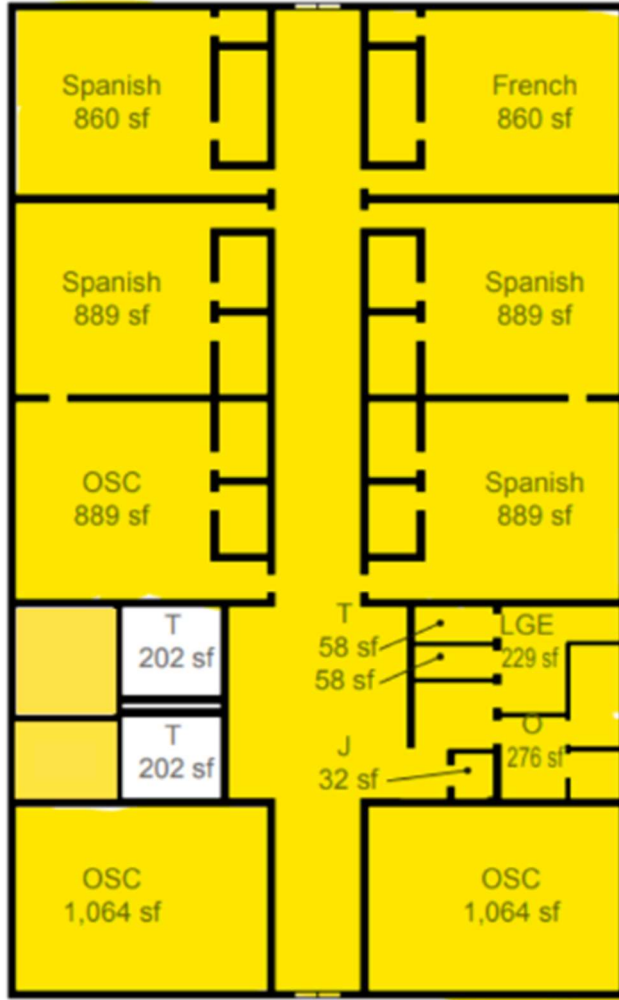 Spanish
860 sf
French
860 sf
Spanish
889 sf
Spanish
889 sf
OSC
889 sf
Spanish
889 sf
T
202 sf
T
58 sf
58 sf
LGE
229 sf
T
202 sf
J
32 sf
O
276 sf
OSC
1,064 sf
OSC
1,064 sf